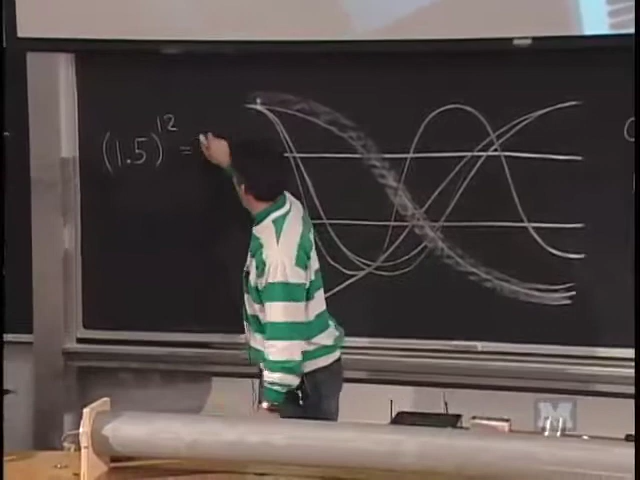 (1.5)¹² =
M